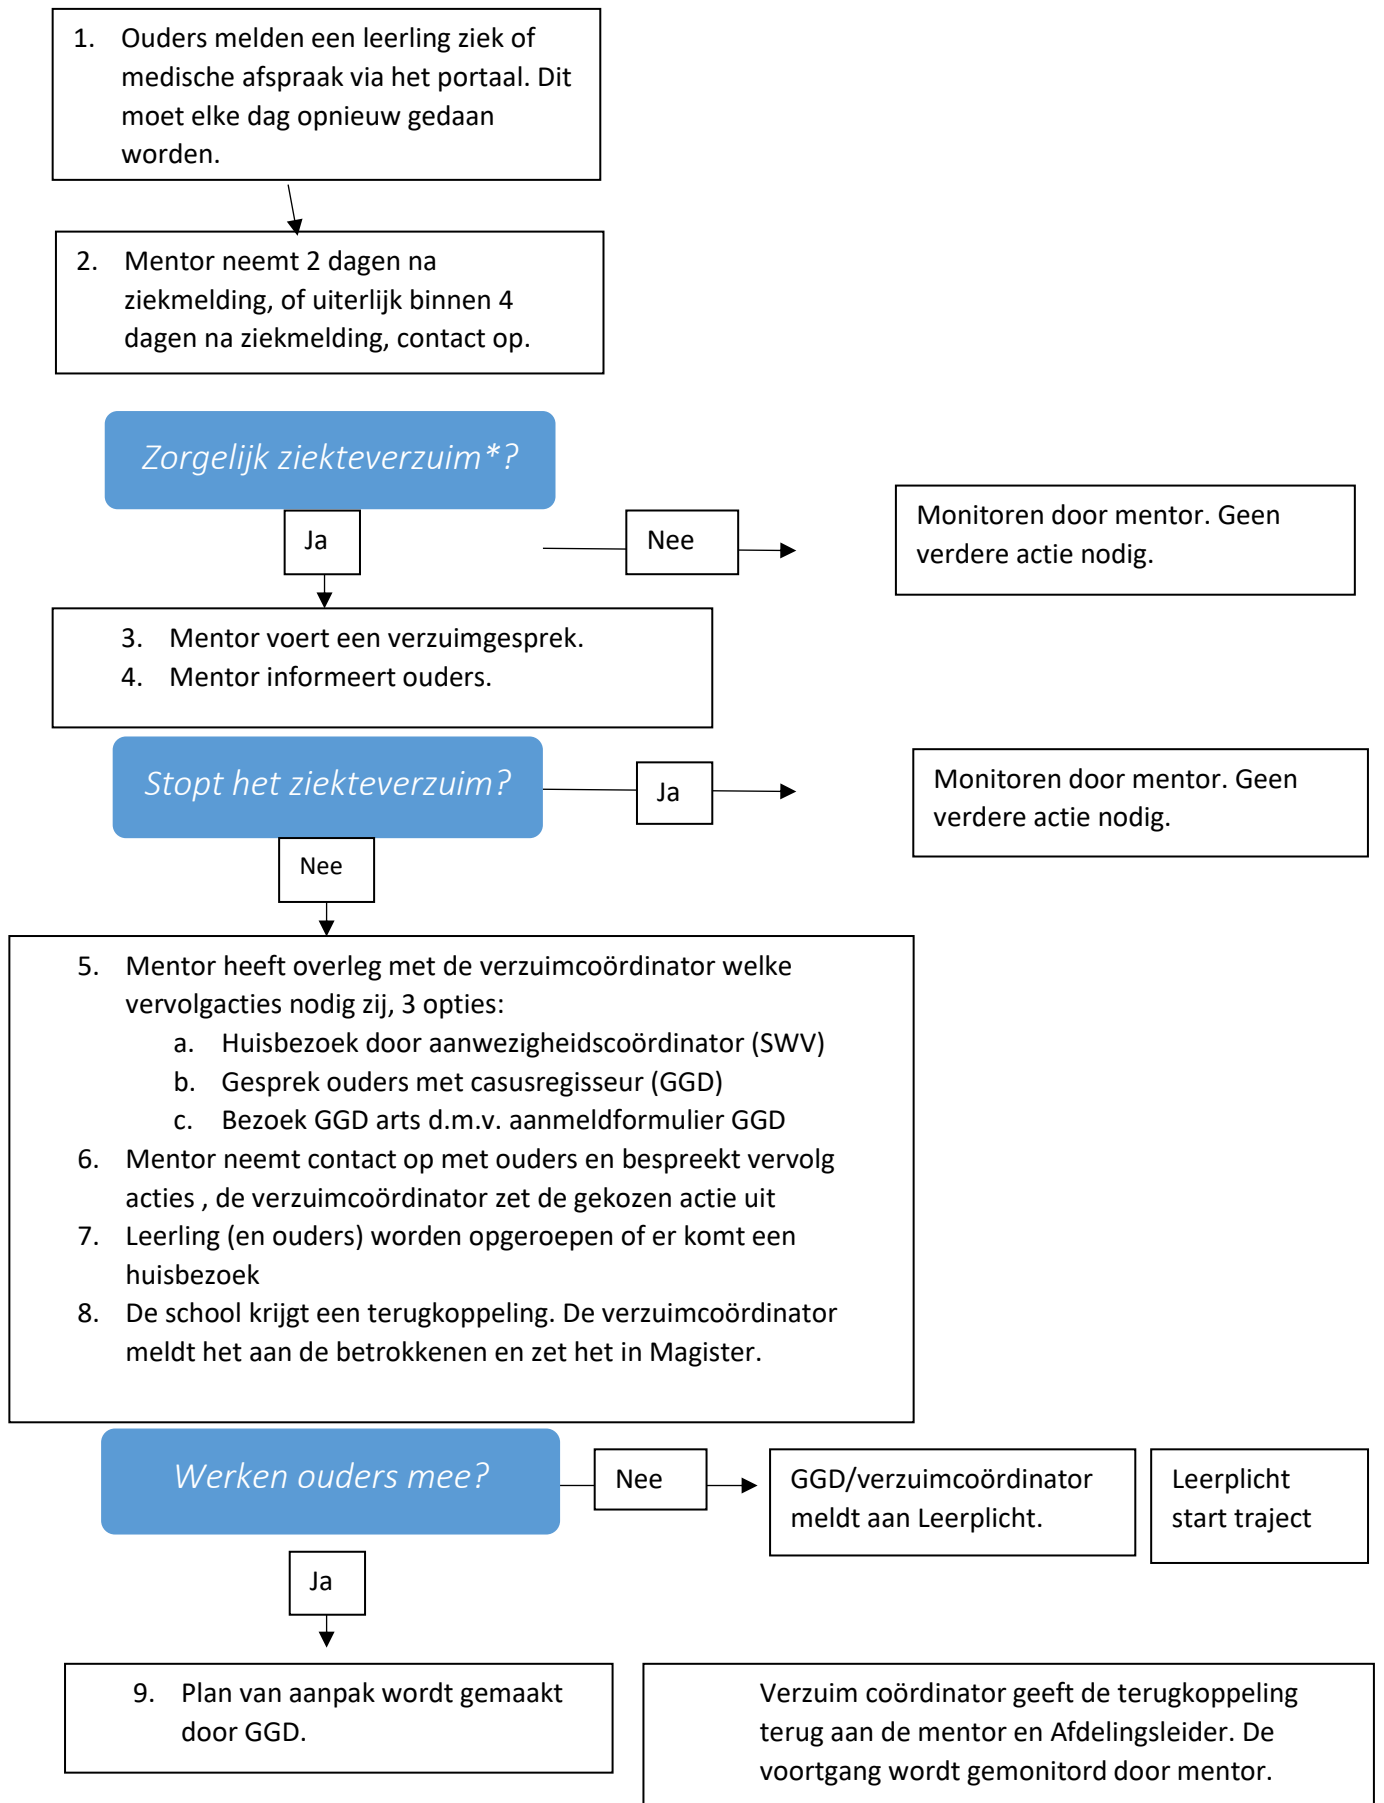 1. Ouders melden een leerling ziek of
medische afspraak via het portaal. Dit
moet elke dag opnieuw gedaan
worden.
2. Mentor neemt 2 dagen na
ziekmelding, of uiterlijk binnen 4
dagen na ziekmelding, contact op.
Zorgelijk ziekteverzuim*?
Ja
Nee
Monitoren door mentor. Geen
verdere actie nodig.
3. Mentor voert een verzuimgesprek.
4. Mentor informeert ouders.
Stopt het ziekteverzuim?
Ja
Monitoren door mentor. Geen
verdere actie nodig.
Nee
5. Mentor heeft overleg met de verzuimcoördinator welke
vervolgacties nodig zij, 3 opties:
a. Huisbezoek door aanwezigheidscoördinator (SWV)
b. Gesprek ouders met casusregisseur (GGD)
c. Bezoek GGD arts d.m.v. aanmeldformulier GGD
6. Mentor neemt contact op met ouders en bespreekt vervolg
acties , de verzuimcoördinator zet de gekozen actie uit
7. Leerling (en ouders) worden opgeroepen of er komt een
huisbezoek
8. De school krijgt een terugkoppeling. De verzuimcoördinator
meldt het aan de betrokkenen en zet het in Magister.
Werken ouders mee?
Nee
GGD/verzuimcoördinator
meldt aan Leerplicht.
Leerplicht
start traject
Ja
9. Plan van aanpak wordt gemaakt
door GGD.
Verzuim coördinator geeft de terugkoppeling
terug aan de mentor en Afdelingsleider. De
voortgang wordt gemonitord door mentor.